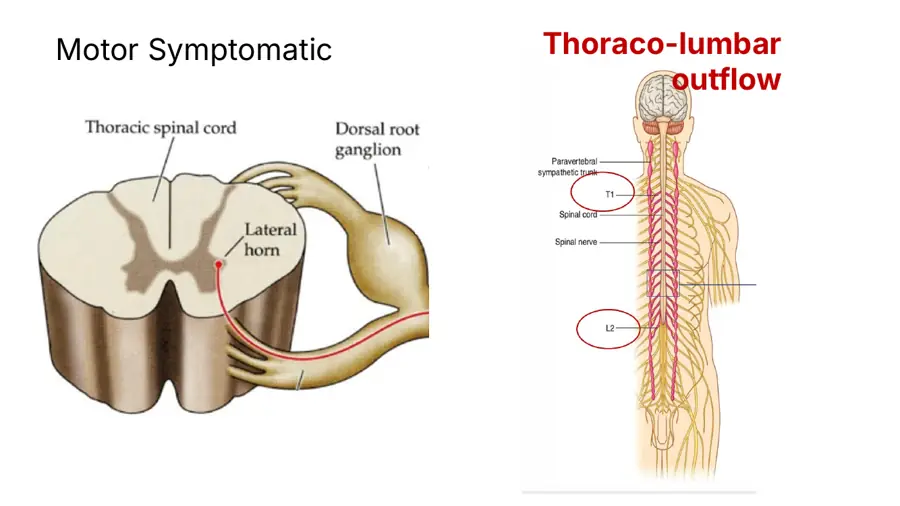 Motor Symptomatic
Thoracic spinal cord
Dorsal root
ganglion
Lateral
horn
Thoraco-lumbar
outflow
Paravertebral
sympathetic trunk
T1
Spinal cord
Spinal nerve
L2